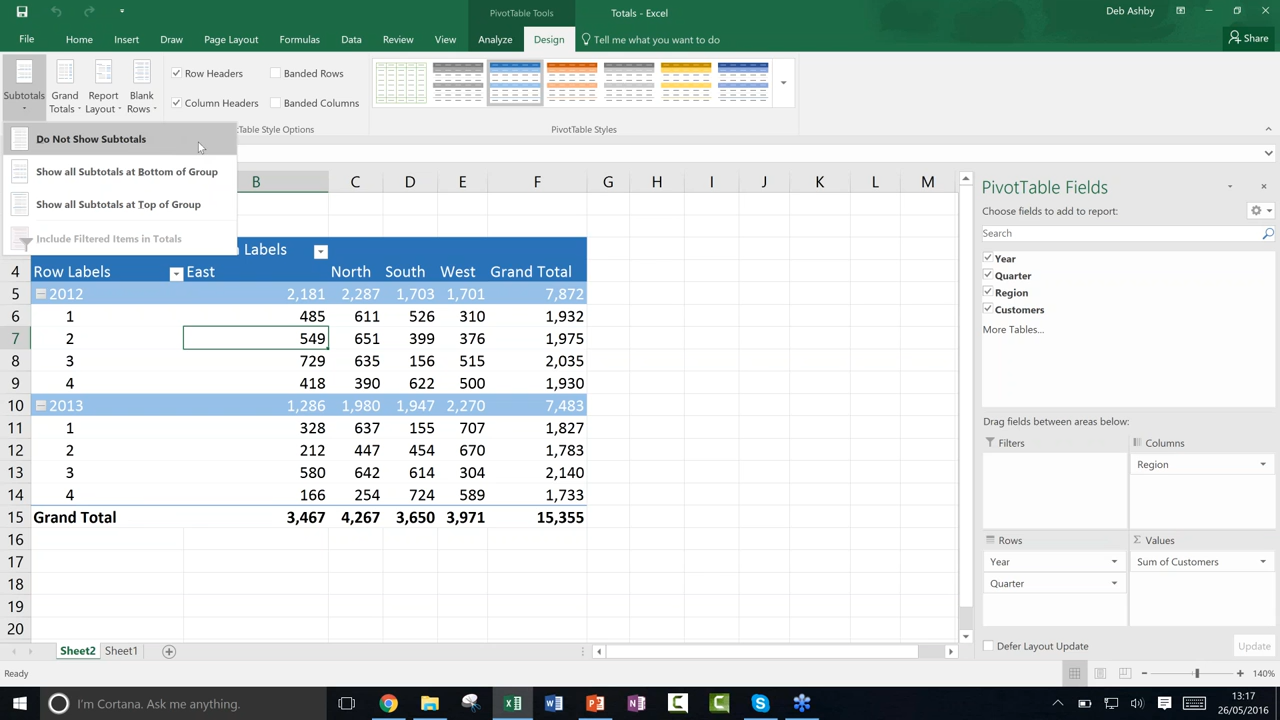 PivotTable Tools
Totals - Excel
Deb Ashby
File
Home
Insert
Draw
Page Layout
Formulas
Data
Review
View
Analyze
Design
Tell me what you want to do
Share
Subtotals
Grand Totals
Report Layout
Blank Rows
Row Headers
Banded Rows
Column Headers
Banded Columns
PivotTable Styles
Do Not Show Subtotals
Show all Subtotals at Bottom of Group
Show all Subtotals at Top of Group
Include Filtered Items in Totals
B C D E F G H I J K L M
Labels
4 Row Labels East North South West Grand Total
5 2012 2,181 2,287 1,703 1,701 7,872
6 1 485 611 526 310 1,932
7 2 549 651 399 376 1,975
8 3 729 635 156 515 2,035
9 4 418 390 622 500 1,930
10 2013 1,286 1,980 1,947 2,270 7,483
11 1 328 637 155 707 1,827
12 2 212 447 454 670 1,783
13 3 580 642 614 304 2,140
14 4 166 254 724 589 1,733
15 Grand Total 3,467 4,267 3,650 3,971 15,355
16
17
18
19
20
Sheet2 Sheet1
Ready
140%
PivotTable Fields
Choose fields to add to report:
Search
Year
Quarter
Region
Customers
More Tables...
Drag fields between areas below:
Filters
Columns
Region
Rows
Σ Values
Year
Sum of Customers
Quarter
Defer Layout Update
Update
I'm Cortana. Ask me anything.
13:17
26/05/2016